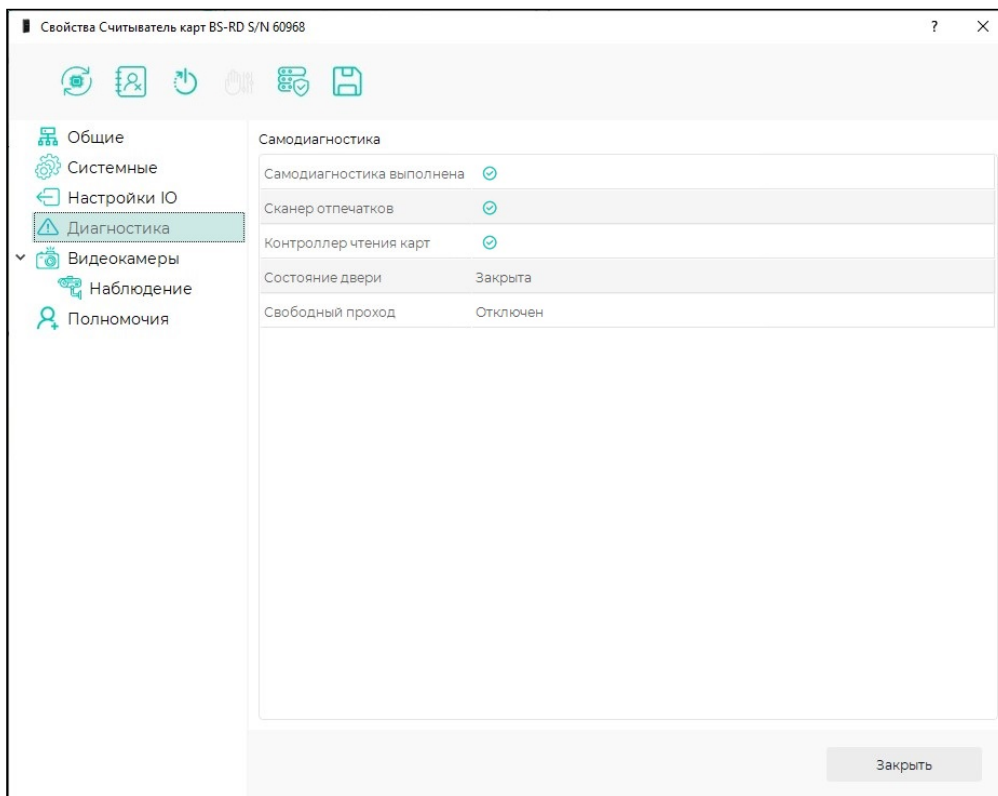 Свойства Считыватель карт BS-RD S/N 60968
?
Общие
Системные
Настройки IO
Диагностика
Видеокамеры
Наблюдение
Полномочия
Самодиагностика
Самодиагностика выполнена
Сканер отпечатков
Контроллер чтения карт
Состояние двери Закрыта
Свободный проход Отключен
Закрыть